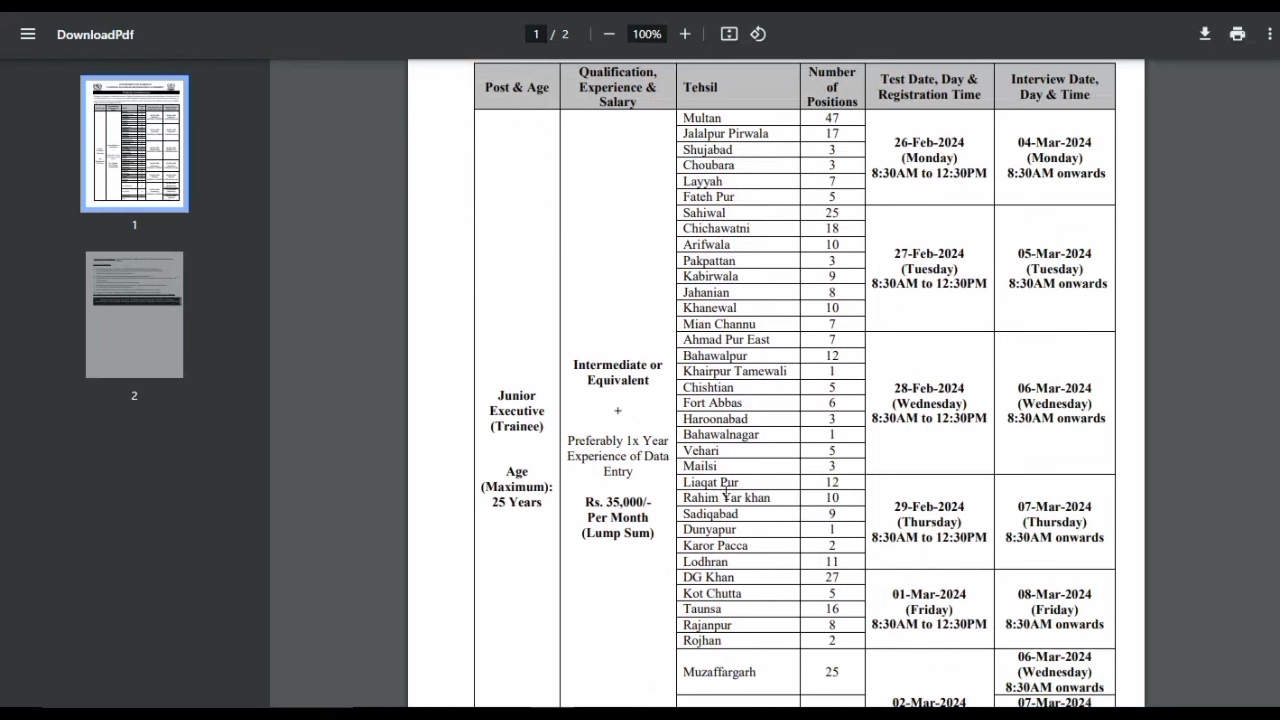 DownloadPdf
1 / 2
100%
Post & Age
Qualification,
Experience &
Salary
Tehsil
Number
of
Positions
Test Date, Day &
Registration Time
Interview Date,
Day & Time
Junior
Executive
(Trainee)
Age
(Maximum):
25 Years
Intermediate or
Equivalent
+
Preferably 1x Year
Experience of Data
Entry
Rs. 35,000/-
Per Month
(Lump Sum)
Multan 47
Jalalpur Pirwala 17
Shujabad 3
Choubara 3
Layyah 7
Fateh Pur 5
26-Feb-2024
(Monday)
8:30AM to 12:30PM
04-Mar-2024
(Monday)
8:30AM onwards
Sahiwal 25
Chichawatni 18
Arifwala 10
Pakpattan 3
Kabirwala 9
Jahanian 8
Khanewal 10
Mian Channu 7
27-Feb-2024
(Tuesday)
8:30AM to 12:30PM
05-Mar-2024
(Tuesday)
8:30AM onwards
Ahmad Pur East 7
Bahawalpur 12
Khairpur Tamewali 1
Chishtian 5
Fort Abbas 6
Haroonabad 3
Bahawalnagar 1
Vehari 5
Mailsi 3
28-Feb-2024
(Wednesday)
8:30AM to 12:30PM
06-Mar-2024
(Wednesday)
8:30AM onwards
Liaqat Pur 12
Rahim Yar khan 10
Sadiqabad 9
Dunyapur 1
Karor Pacca 2
Lodhran 11
29-Feb-2024
(Thursday)
8:30AM to 12:30PM
07-Mar-2024
(Thursday)
8:30AM onwards
DG Khan 27
Kot Chutta 5
Taunsa 16
Rajanpur 8
Rojhan 2
01-Mar-2024
(Friday)
8:30AM to 12:30PM
08-Mar-2024
(Friday)
8:30AM onwards
Muzaffargarh 25
06-Mar-2024
(Wednesday)
8:30AM onwards
02-Mar-2024
07-Mar-2024
1
2